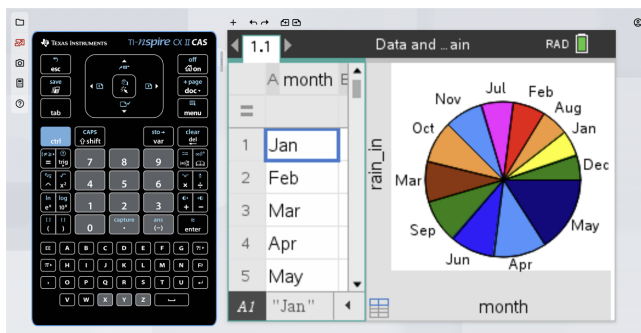 TEXAS INSTRUMENTS TI-nspire CX II CAS
esc
off
on
save
+ page
doc
tab
menu
ctrl
CAPS
shift
sto→
var
clear
del
= trig 7 8 9
x² 4 5 6 × ÷
ln log
eˣ 10ˣ 1 2 3 + −
capture
ans
( ) 0 . (−) enter
EE A B C D E F G ?!
π H I J K L M N
, O P Q R S T U
V W X Y Z
1.1 Data and ...ain RAD
A month B
=
1 Jan
2 Feb
3 Mar
4 Apr
5 May
A1 "Jan"
rain_in
Jul
Feb
Aug
Jan
Dec
May
Apr
Jun
Sep
Mar
Oct
Nov
month